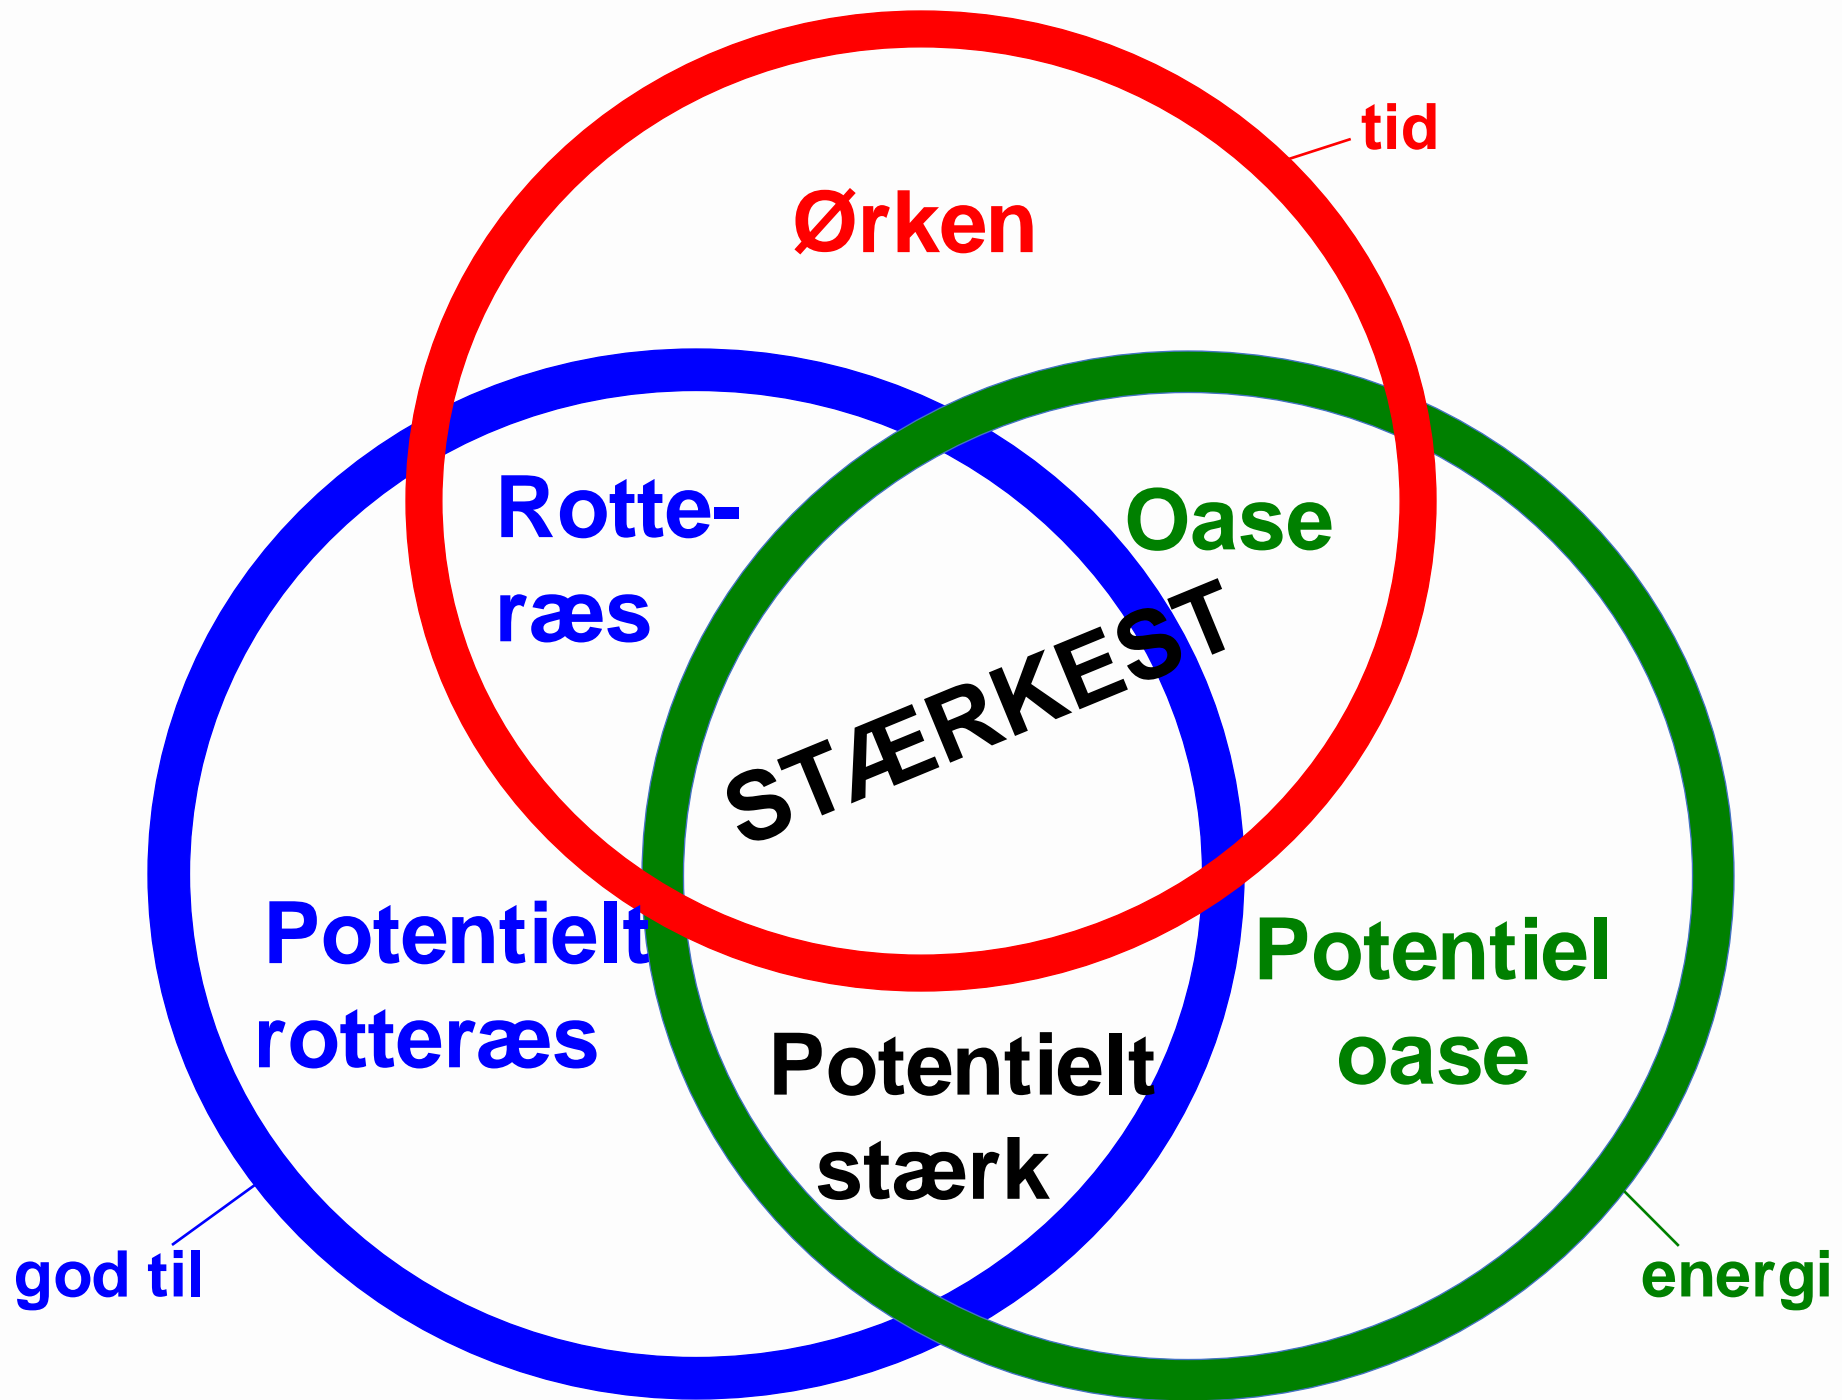 tid
Ørken
Rotte-
ræs
Oase
STÆRKEST
Potentielt
rotteræs
Potentiel
oase
Potentielt
stærk
god til
energi